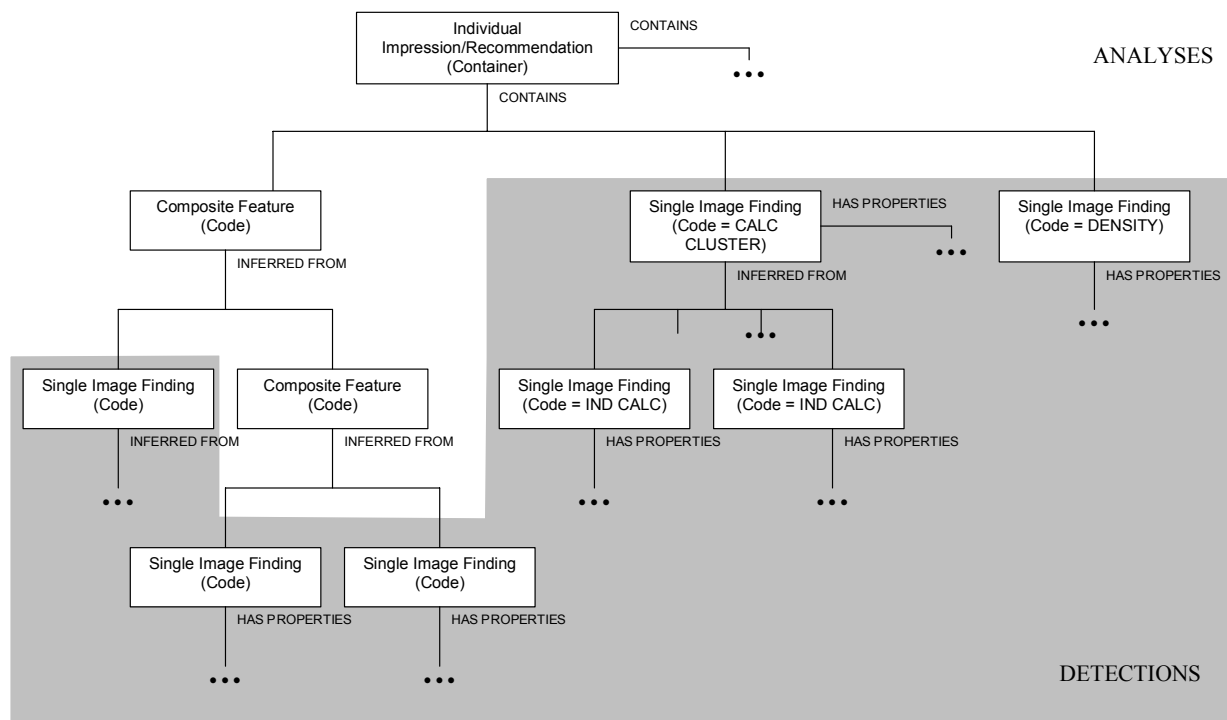 Individual
Impression/Recommendation
(Container)
CONTAINS
•••
ANALYSES
CONTAINS
Composite Feature
(Code)
Single Image Finding
(Code = CALC
CLUSTER)
HAS PROPERTIES
•••
Single Image Finding
(Code = DENSITY)
INFERRED FROM
INFERRED FROM
HAS PROPERTIES
•••
•••
Single Image Finding
(Code)
Composite Feature
(Code)
Single Image Finding
(Code = IND CALC)
Single Image Finding
(Code = IND CALC)
INFERRED FROM
INFERRED FROM
HAS PROPERTIES
HAS PROPERTIES
•••
•••
•••
Single Image Finding
(Code)
Single Image Finding
(Code)
HAS PROPERTIES
HAS PROPERTIES
•••
•••
DETECTIONS